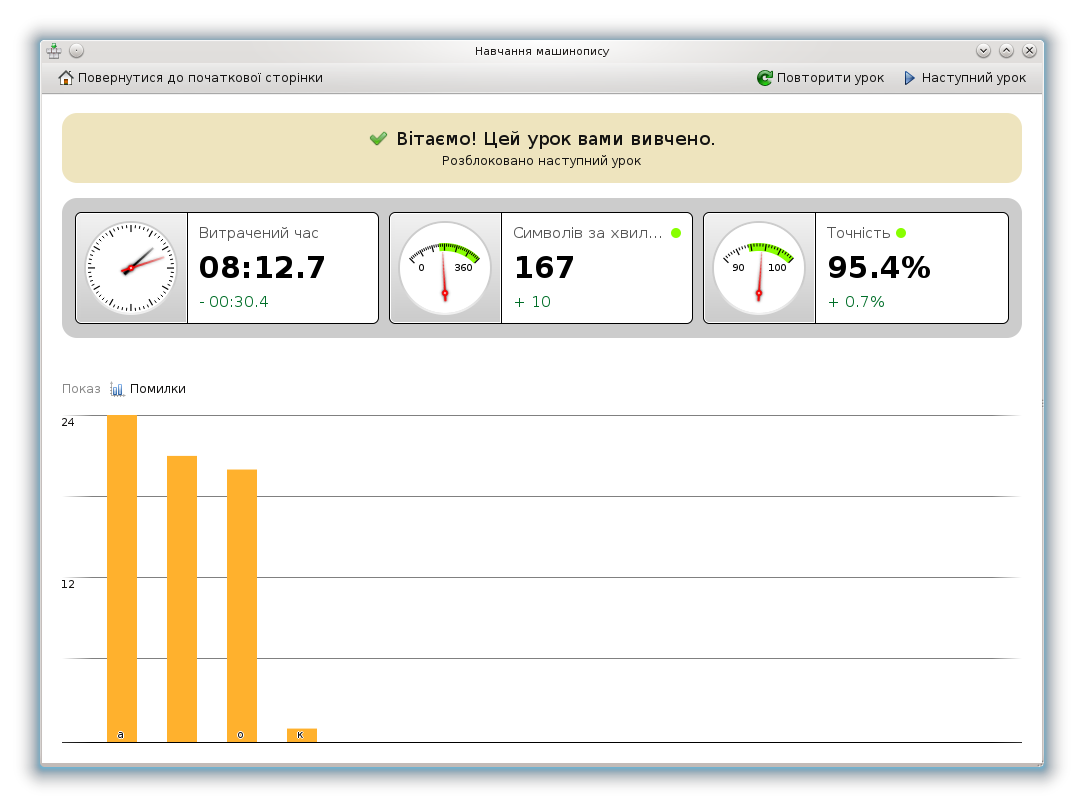 Навчання машинопису
Повернутися до початкової сторінки
Повторити урок
Наступний урок
Вітаємо! Цей урок вами вивчено.
Розблоковано наступний урок
Витрачений час
08:12.7
- 00:30.4
0 360
Символів за хвил...
167
+ 10
90 100
Точність
95.4%
+ 0.7%
Показ Помилки
24
12
а о к